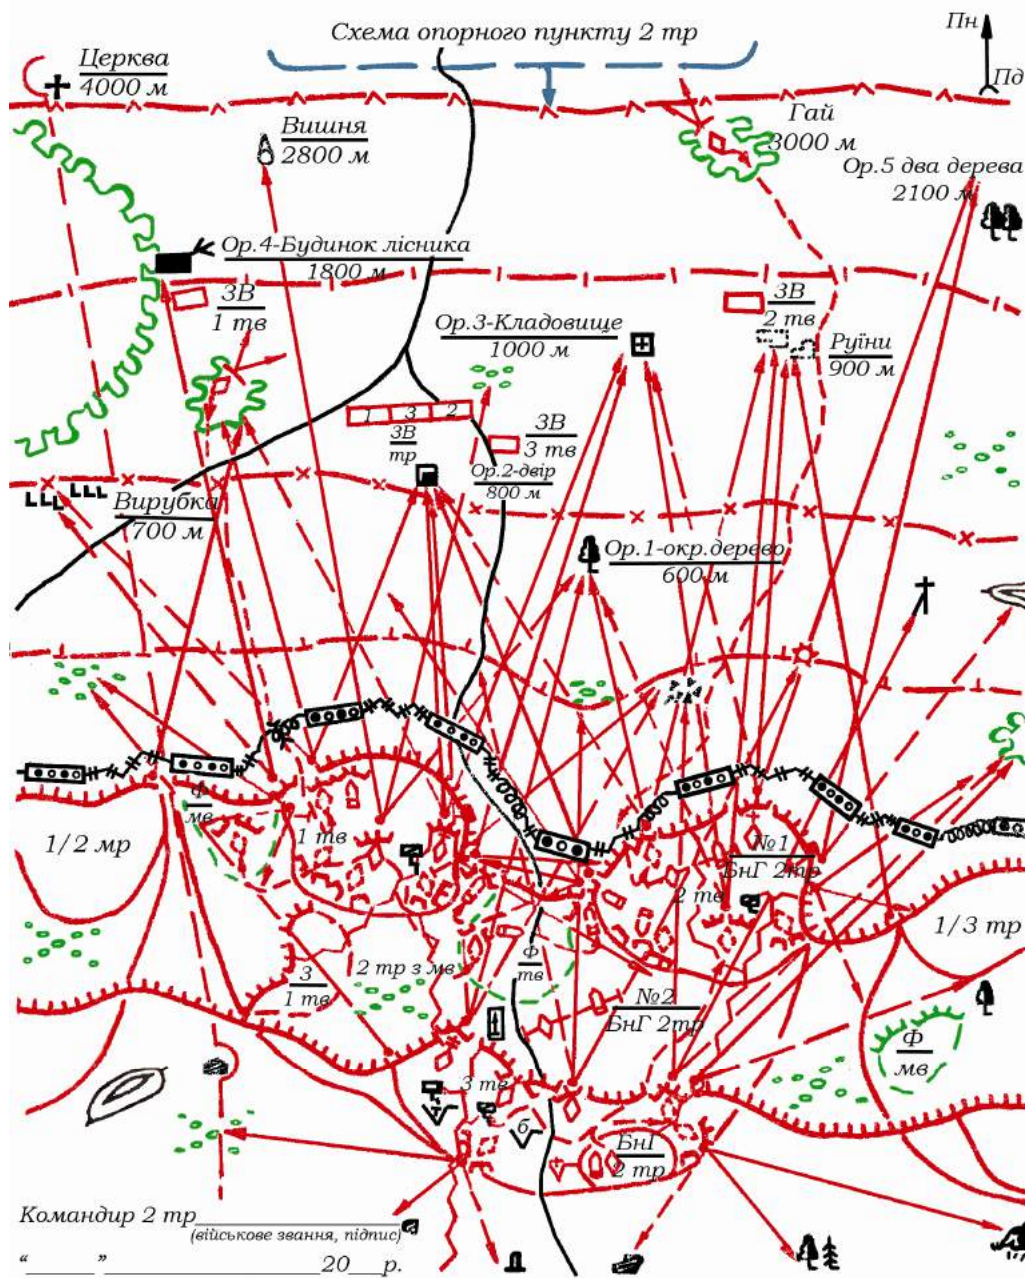 Схема опорного пункту 2 тр
Пн
Пд
Церква
4000 м
Вишня
2800 м
Гай
3000 м
Ор.5 два дерева
2100 м
Ор.4-Будинок лісника
1800 м
ЗВ
1 тв
ЗВ
2 тв
Ор.3-Кладовище
1000 м
Руїни
900 м
1 3 2
ЗВ
тр
ЗВ
3 тв
Ор.2-двір
800 м
Вирубка
700 м
Ор.1-окр.дерево
600 м
Ф
мв
1/2 мр
1 тв
№1
БнГ 2тр
2 тв
1/3 тр
З
1 тв
2 тр з мв
Ф
тв
№2
БнГ 2тр
Ф
мв
3 тв
б
БнГ
2 тр
Командир 2 тр
(військове звання, підпис)
“ ” 20 р.